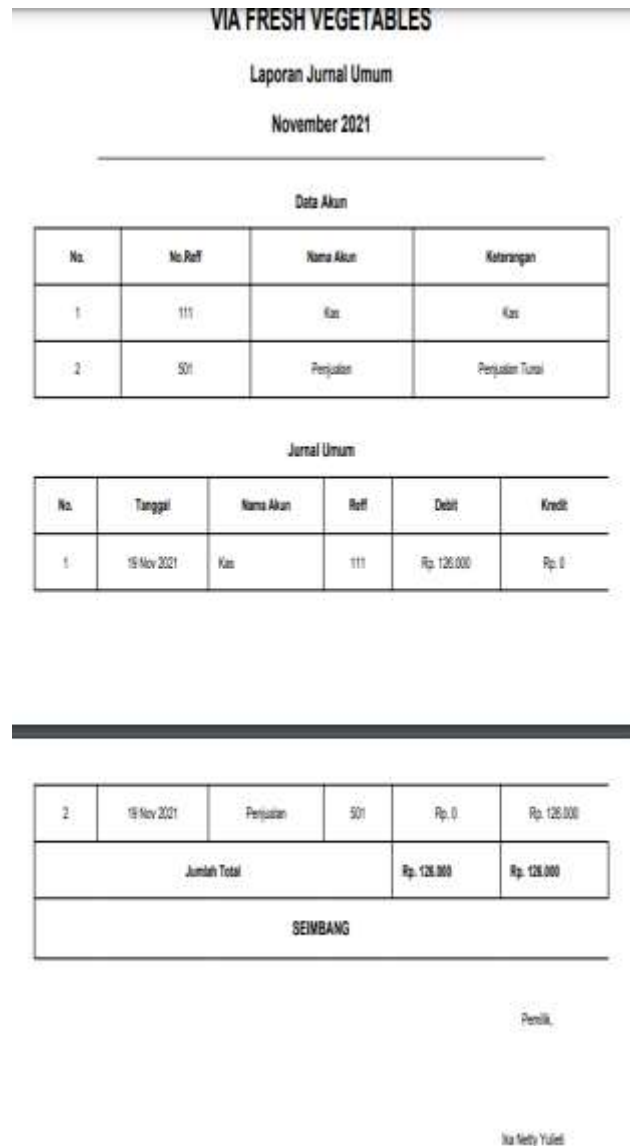 VIA FRESH VEGETABLES
Laporan Jurnal Umum
November 2021
Data Akun
No. No.Reff Nama Akun Keterangan
1 111 Kas Kas
2 501 Penjualan Penjualan Tunai
Jurnal Umum
No. Tanggal Nama Akun Reff Debit Kredit
1 19 Nov 2021 Kas 111 Rp. 126.000 Rp. 0
2 19 Nov 2021 Penjualan 501 Rp. 0 Rp. 126.000
Jumlah Total Rp. 126.000 Rp. 126.000
SEIMBANG
Pemilik,
Netty